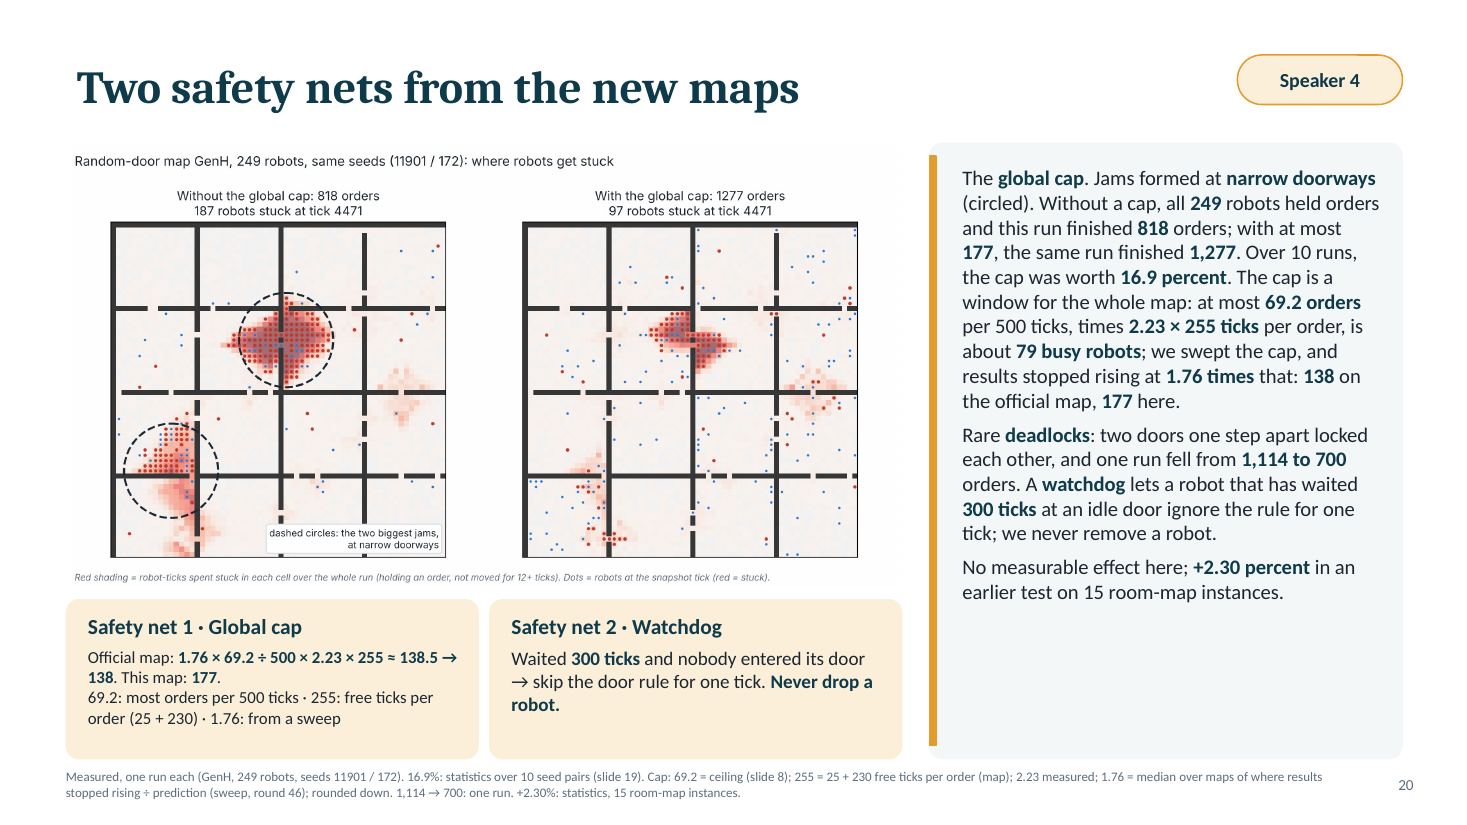 Two safety nets from the new maps
Speaker 4
Random-door map GenH, 249 robots, same seeds (11901 / 172): where robots get stuck
Without the global cap: 818 orders
187 robots stuck at tick 4471
With the global cap: 1277 orders
97 robots stuck at tick 4471
dashed circles: the two biggest jams,
at narrow doorways
Red shading = robot-ticks spent stuck in each cell over the whole run (holding an order, not moved for 12+ ticks). Dots = robots at the snapshot tick (red = stuck).
Safety net 1 · Global cap
Official map: 1.76 × 69.2 ÷ 500 × 2.23 × 255 ≈ 138.5 →
138. This map: 177.
69.2: most orders per 500 ticks · 255: free ticks per
order (25 + 230) · 1.76: from a sweep
Safety net 2 · Watchdog
Waited 300 ticks and nobody entered its door
→ skip the door rule for one tick. Never drop a
robot.
The global cap. Jams formed at narrow doorways
(circled). Without a cap, all 249 robots held orders
and this run finished 818 orders; with at most
177, the same run finished 1,277. Over 10 runs,
the cap was worth 16.9 percent. The cap is a
window for the whole map: at most 69.2 orders
per 500 ticks, times 2.23 × 255 ticks per order, is
about 79 busy robots; we swept the cap, and
results stopped rising at 1.76 times that: 138 on
the official map, 177 here.
Rare deadlocks: two doors one step apart locked
each other, and one run fell from 1,114 to 700
orders. A watchdog lets a robot that has waited
300 ticks at an idle door ignore the rule for one
tick; we never remove a robot.
No measurable effect here; +2.30 percent in an
earlier test on 15 room-map instances.
Measured, one run each (GenH, 249 robots, seeds 11901 / 172). 16.9%: statistics over 10 seed pairs (slide 19). Cap: 69.2 = ceiling (slide 8); 255 = 25 + 230 free ticks per order (map); 2.23 measured; 1.76 = median over maps of where results
stopped rising ÷ prediction (sweep, round 46); rounded down. 1,114 → 700: one run. +2.30%: statistics, 15 room-map instances.
20